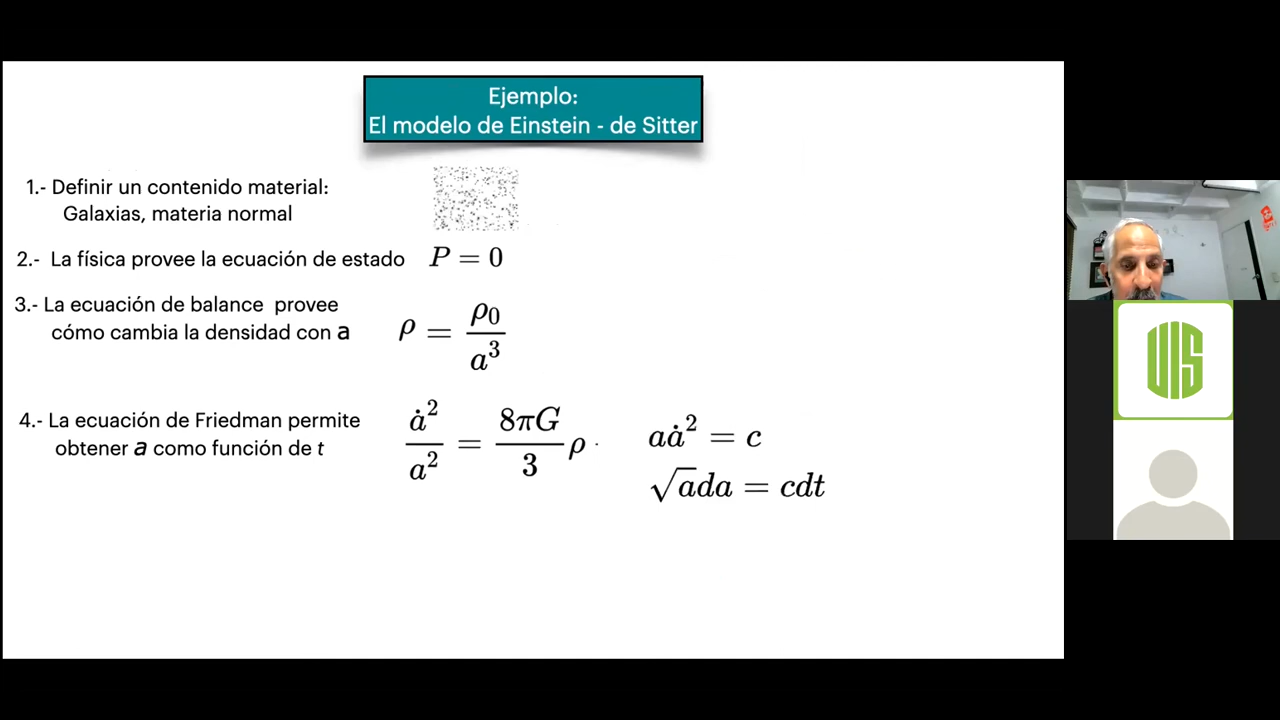 Ejemplo:
El modelo de Einstein - de Sitter
1.- Definir un contenido material:
Galaxias, materia normal
2.- La física provee la ecuación de estado P = 0
3.- La ecuación de balance provee
cómo cambia la densidad con a
ρ = ρ₀/a³
4.- La ecuación de Friedman permite
obtener a como función de t
ȧ²/a² = 8πG/3 ρ
aȧ² = c
√ada = cdt
UIS